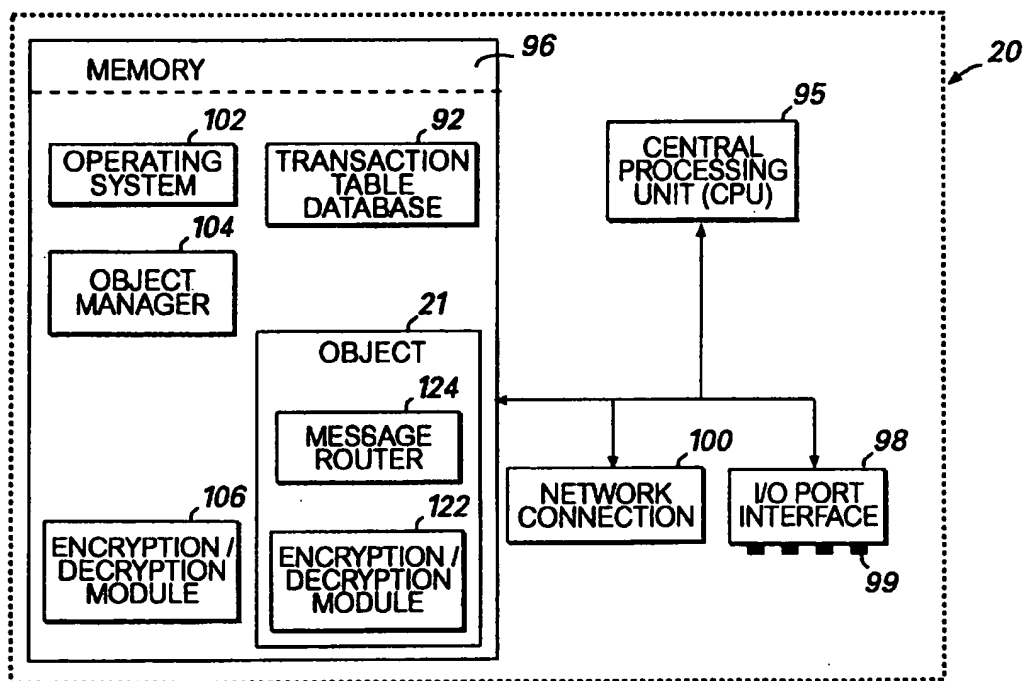 96
MEMORY
20
102
OPERATING
SYSTEM
92
TRANSACTION
TABLE
DATABASE
95
CENTRAL
PROCESSING
UNIT (CPU)
104
OBJECT
MANAGER
21
OBJECT
124
MESSAGE
ROUTER
100
NETWORK
CONNECTION
98
I/O PORT
INTERFACE
99
106
ENCRYPTION /
DECRYPTION
MODULE
122
ENCRYPTION /
DECRYPTION
MODULE